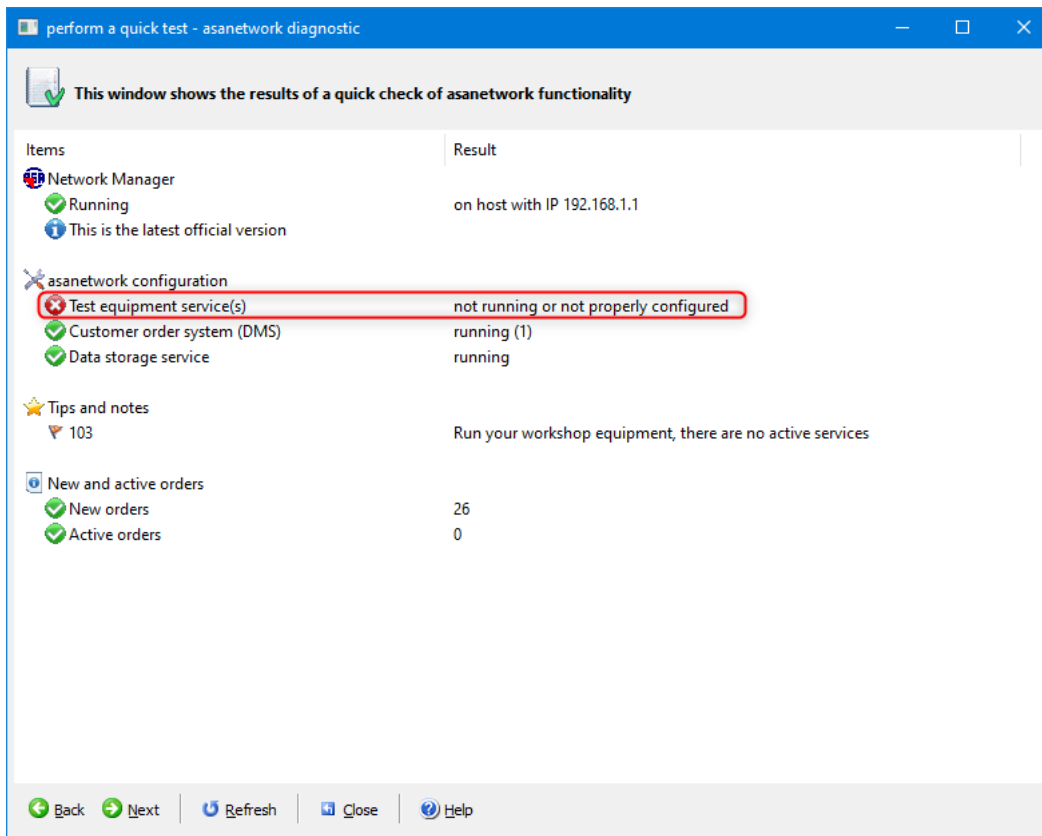 perform a quick test - asanetwork diagnostic
This window shows the results of a quick check of asanetwork functionality
Items Result
Network Manager
Running on host with IP 192.168.1.1
This is the latest official version
asanetwork configuration
Test equipment service(s) not running or not properly configured
Customer order system (DMS) running (1)
Data storage service running
Tips and notes
103 Run your workshop equipment, there are no active services
New and active orders
New orders 26
Active orders 0
Back Next Refresh Close Help